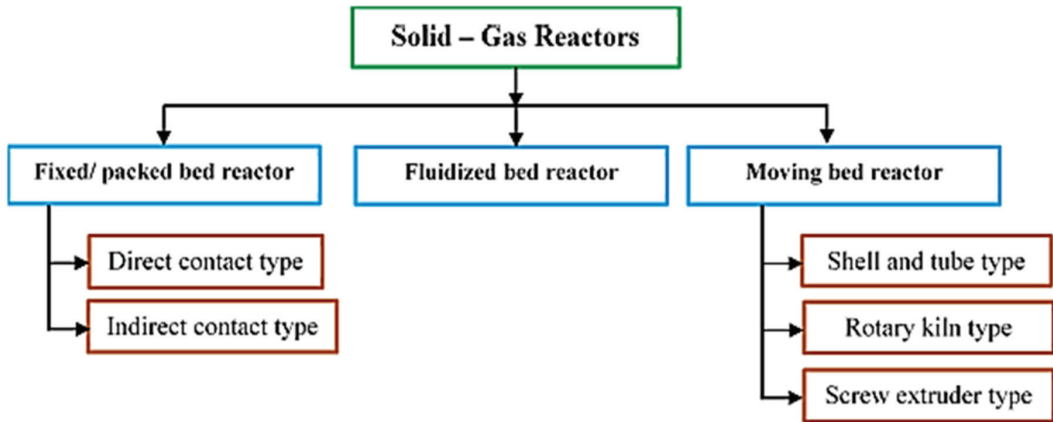 Solid – Gas Reactors
Fixed/ packed bed reactor
Fluidized bed reactor
Moving bed reactor
Direct contact type
Indirect contact type
Shell and tube type
Rotary kiln type
Screw extruder type